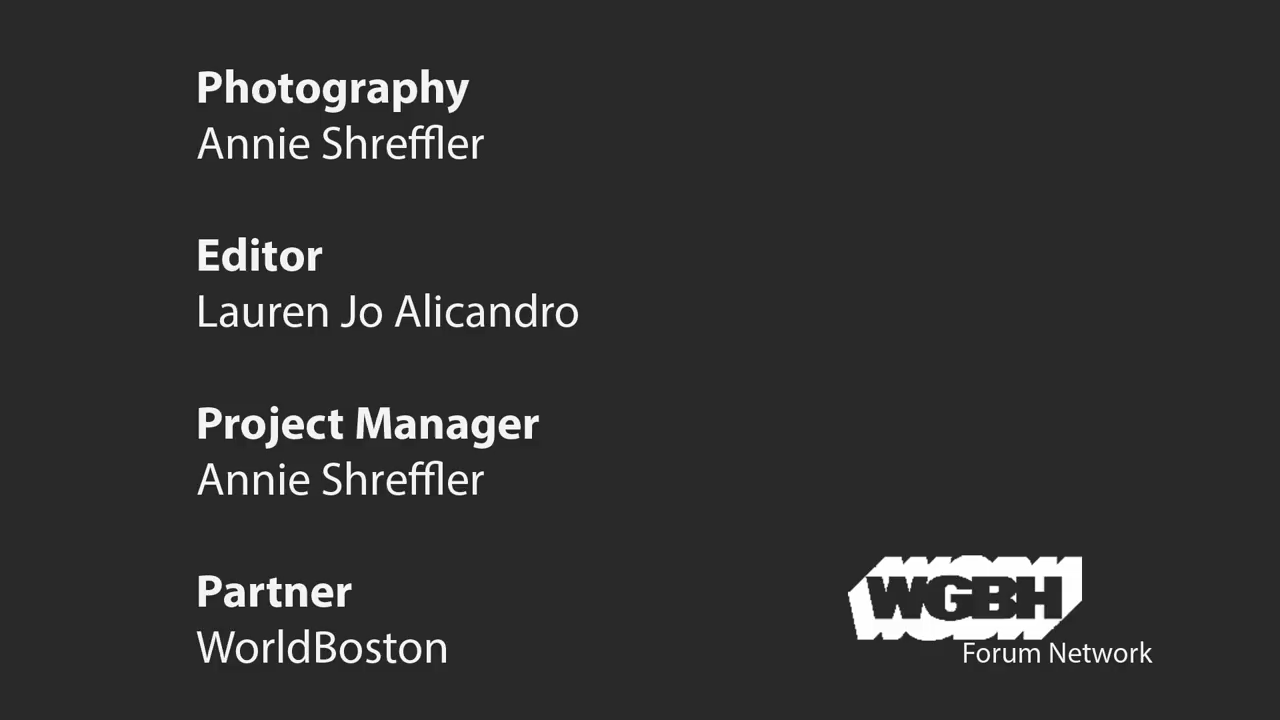 Photography
Annie Shreffler
Editor
Lauren Jo Alicandro
Project Manager
Annie Shreffler
Partner
WorldBoston
WGBH
Forum Network